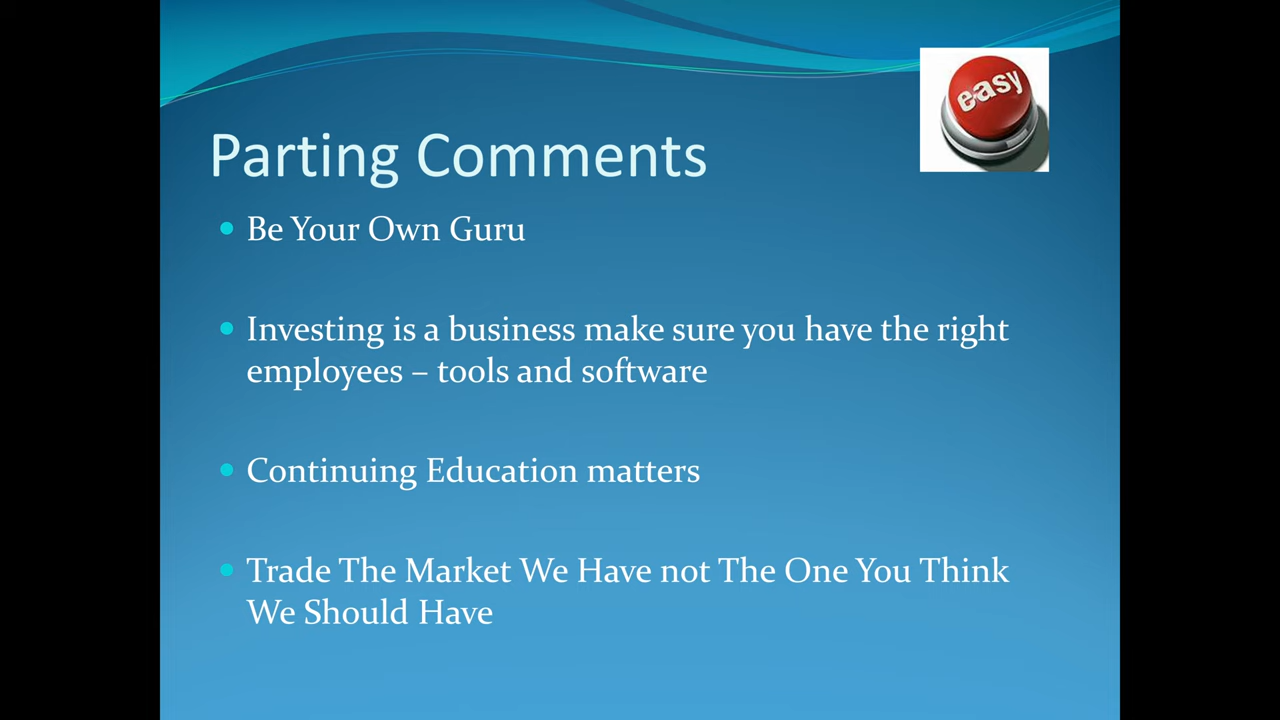 easy
Parting Comments
Be Your Own Guru
Investing is a business make sure you have the right
employees – tools and software
Continuing Education matters
Trade The Market We Have not The One You Think
We Should Have